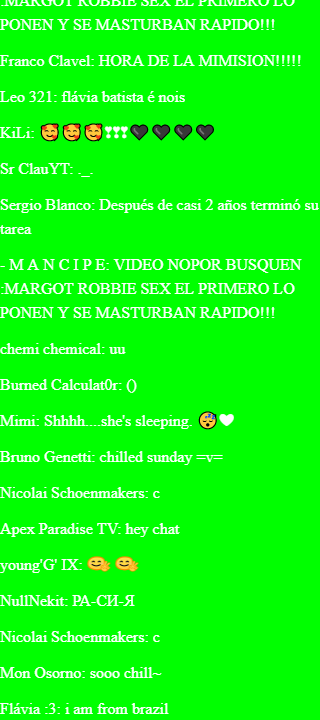 :MARGOT ROBBIE SEX EL PRIMERO LO
PONEN Y SE MASTURBAN RAPIDO!!!
Franco Clavel: HORA DE LA MIMISION!!!!!
Leo 321: flávia batista é nois
KiLi: 🥰🥰🥰❣❣❣🖤🖤🖤🖤
Sr ClauYT: ._.
Sergio Blanco: Después de casi 2 años terminó su
tarea
- M A N C I P E: VIDEO NOPOR BUSQUEN
:MARGOT ROBBIE SEX EL PRIMERO LO
PONEN Y SE MASTURBAN RAPIDO!!!
chemi chemical: uu
Burned Calculat0r: ()
Mimi: Shhhh....she's sleeping. 😴🤍
Bruno Genetti: chilled sunday =v=
Nicolai Schoenmakers: c
Apex Paradise TV: hey chat
young'G' IX: 🤗 🤗
NullNekit: РА-СИ-Я
Nicolai Schoenmakers: c
Mon Osorno: sooo chill~
Flávia :3: i am from brazil